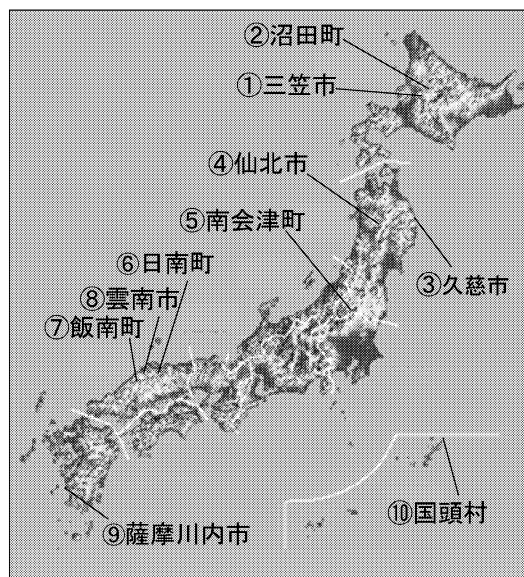 ②沼田町
①三笠市
④仙北市
⑤南会津町
⑥日南町
③久慈市
⑧雲南市
⑦飯南町
⑩国頭村
⑨薩摩川内市